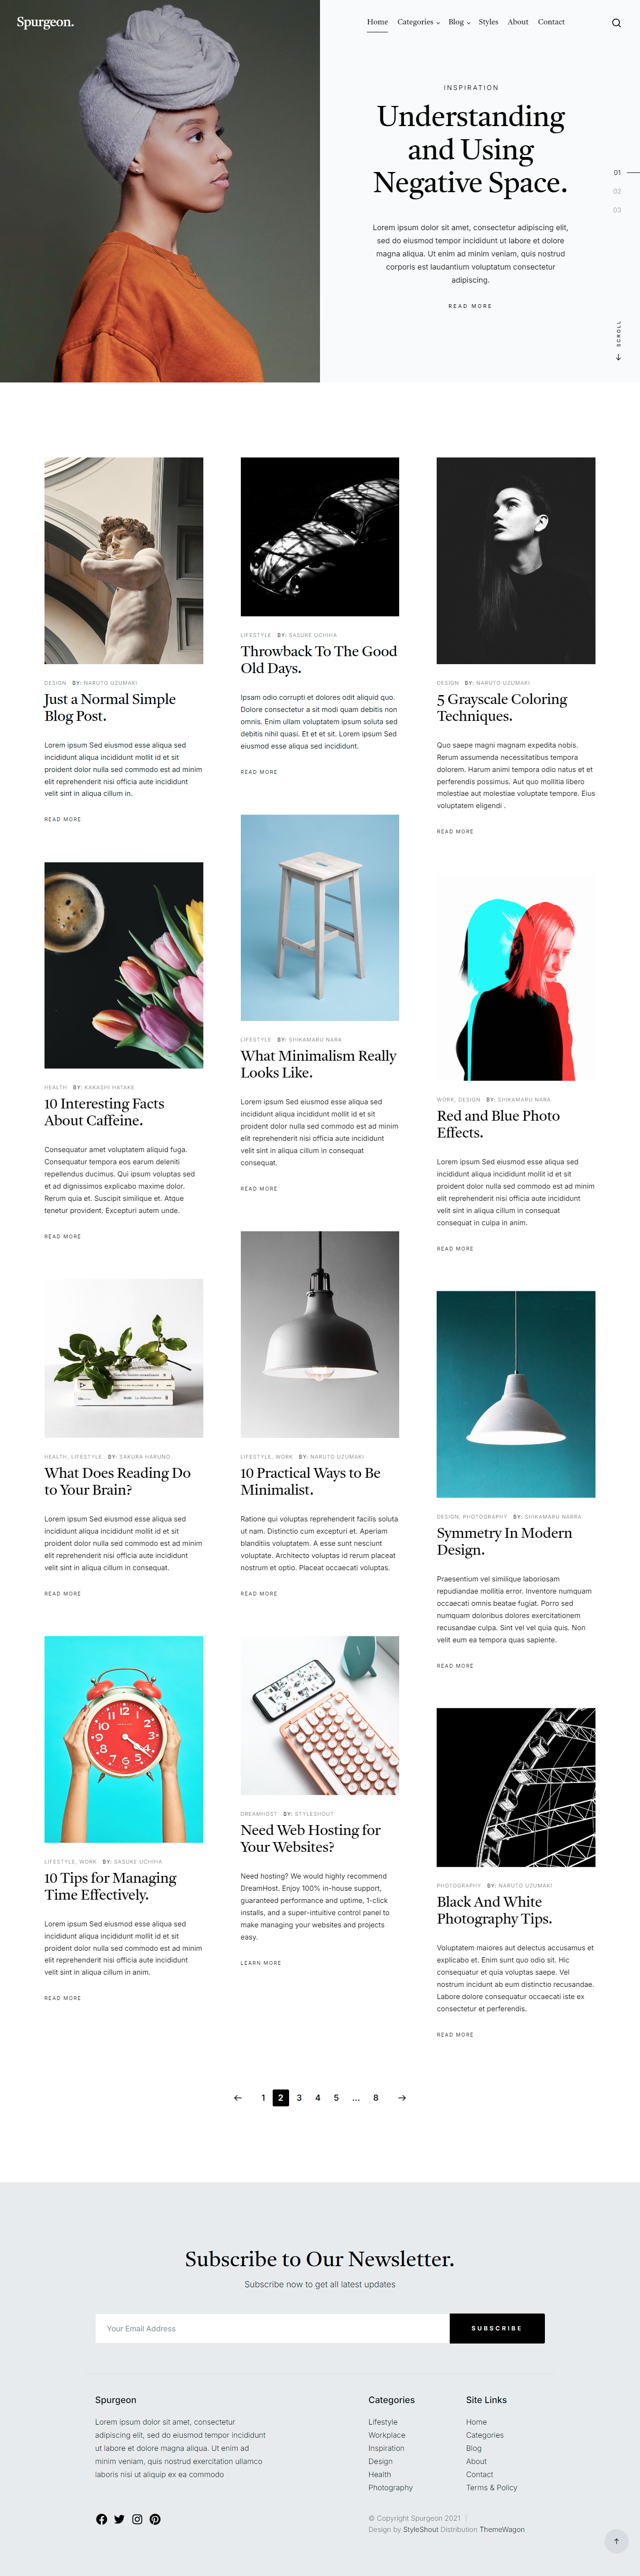 Spurgeon.
Home Categories Blog Styles About Contact
INSPIRATION
Understanding
and Using
Negative Space.
Lorem ipsum dolor sit amet, consectetur adipiscing elit,
sed do eiusmod tempor incididunt ut labore et dolore
magna aliqua. Ut enim ad minim veniam, quis nostrud
corporis est laudantium voluptatum consectetur
adipiscing.
READ MORE
01
02
03
SCROLL
DESIGN BY: NARUTO UZUMAKI
Just a Normal Simple
Blog Post.
Lorem ipsum Sed eiusmod esse aliqua sed
incididunt aliqua incididunt mollit id et sit
proident dolor nulla sed commodo est ad minim
elit reprehenderit nisi officia aute incididunt
velit sint in aliqua cillum in.
READ MORE
HEALTH BY: KAKASHI HATAKE
10 Interesting Facts
About Caffeine.
Consequatur amet voluptatem aliquid fuga.
Consequatur tempora eos earum deleniti
repellendus ducimus. Qui ipsum voluptas sed
et ad dignissimos explicabo maxime dolor.
Rerum quia et. Suscipit similique et. Atque
tenetur provident. Excepturi autem unde.
READ MORE
HEALTH, LIFESTYLE BY: SAKURA HARUNO
What Does Reading Do
to Your Brain?
Lorem ipsum Sed eiusmod esse aliqua sed
incididunt aliqua incididunt mollit id et sit
proident dolor nulla sed commodo est ad minim
elit reprehenderit nisi officia aute incididunt
velit sint in aliqua cillum in consequat.
READ MORE
LIFESTYLE, WORK BY: SASUKE UCHIHA
10 Tips for Managing
Time Effectively.
Lorem ipsum Sed eiusmod esse aliqua sed
incididunt aliqua incididunt mollit id et sit
proident dolor nulla sed commodo est ad minim
elit reprehenderit nisi officia aute incididunt
velit sint in aliqua cillum in anim.
READ MORE
LIFESTYLE BY: SASUKE UCHIHA
Throwback To The Good
Old Days.
Ipsam odio corrupti et dolores odit aliquid quo.
Dolore consectetur a sit modi quam debitis non
omnis. Enim ullam voluptatem ipsum soluta sed
debitis nihil quasi. Et et et sit. Lorem ipsum Sed
eiusmod esse aliqua sed incididunt.
READ MORE
LIFESTYLE BY: SHIKAMARU NARA
What Minimalism Really
Looks Like.
Lorem ipsum Sed eiusmod esse aliqua sed
incididunt aliqua incididunt mollit id et sit
proident dolor nulla sed commodo est ad minim
elit reprehenderit nisi officia aute incididunt
velit sint in aliqua cillum in consequat
consequat.
READ MORE
LIFESTYLE, WORK BY: NARUTO UZUMAKI
10 Practical Ways to Be
Minimalist.
Ratione qui voluptas reprehenderit facilis soluta
ut nam. Distinctio cum excepturi et. Aperiam
blanditiis voluptatem. A esse sunt nesciunt
voluptate. Architecto voluptas id rerum placeat
nostrum et optio. Placeat occaecati voluptas.
READ MORE
DREAMHOST BY: STYLESHOUT
Need Web Hosting for
Your Websites?
Need hosting? We would highly recommend
DreamHost. Enjoy 100% in-house support,
guaranteed performance and uptime, 1-click
installs, and a super-intuitive control panel to
make managing your websites and projects
easy.
LEARN MORE
DESIGN BY: NARUTO UZUMAKI
5 Grayscale Coloring
Techniques.
Quo saepe magni magnam expedita nobis.
Rerum assumenda necessitatibus tempora
dolorem. Harum animi tempora odio natus et et
perferendis possimus. Aut quo mollitia libero
molestiae aut molestiae voluptate tempore. Eius
voluptatem eligendi .
READ MORE
WORK, DESIGN BY: SHIKAMARU NARA
Red and Blue Photo
Effects.
Lorem ipsum Sed eiusmod esse aliqua sed
incididunt aliqua incididunt mollit id et sit
proident dolor nulla sed commodo est ad minim
elit reprehenderit nisi officia aute incididunt
velit sint in aliqua cillum in consequat
consequat in culpa in anim.
READ MORE
DESIGN, PHOTOGRAPHY BY: SHIKAMARU NARRA
Symmetry In Modern
Design.
Praesentium vel similique laboriosam
repudiandae mollitia error. Inventore numquam
occaecati omnis beatae fugiat. Porro sed
numquam doloribus dolores exercitationem
recusandae culpa. Sint vel vel quia quis. Non
velit eum ea tempora quas sapiente.
READ MORE
PHOTOGRAPHY BY: NARUTO UZUMAKI
Black And White
Photography Tips.
Voluptatem maiores aut delectus accusamus et
explicabo et. Enim sunt quo odio sit. Hic
consequatur et quia voluptas saepe. Vel
nostrum incidunt ab eum distinctio recusandae.
Labore dolore consequatur occaecati iste ex
consectetur et perferendis.
READ MORE
1 2 3 4 5 … 8
Subscribe to Our Newsletter.
Subscribe now to get all latest updates
Your Email Address
SUBSCRIBE
Spurgeon
Lorem ipsum dolor sit amet, consectetur
adipiscing elit, sed do eiusmod tempor incididunt
ut labore et dolore magna aliqua. Ut enim ad
minim veniam, quis nostrud exercitation ullamco
laboris nisi ut aliquip ex ea commodo
Categories
Lifestyle
Workplace
Inspiration
Design
Health
Photography
Site Links
Home
Categories
Blog
About
Contact
Terms & Policy
© Copyright Spurgeon 2021
Design by StyleShout Distribution ThemeWagon